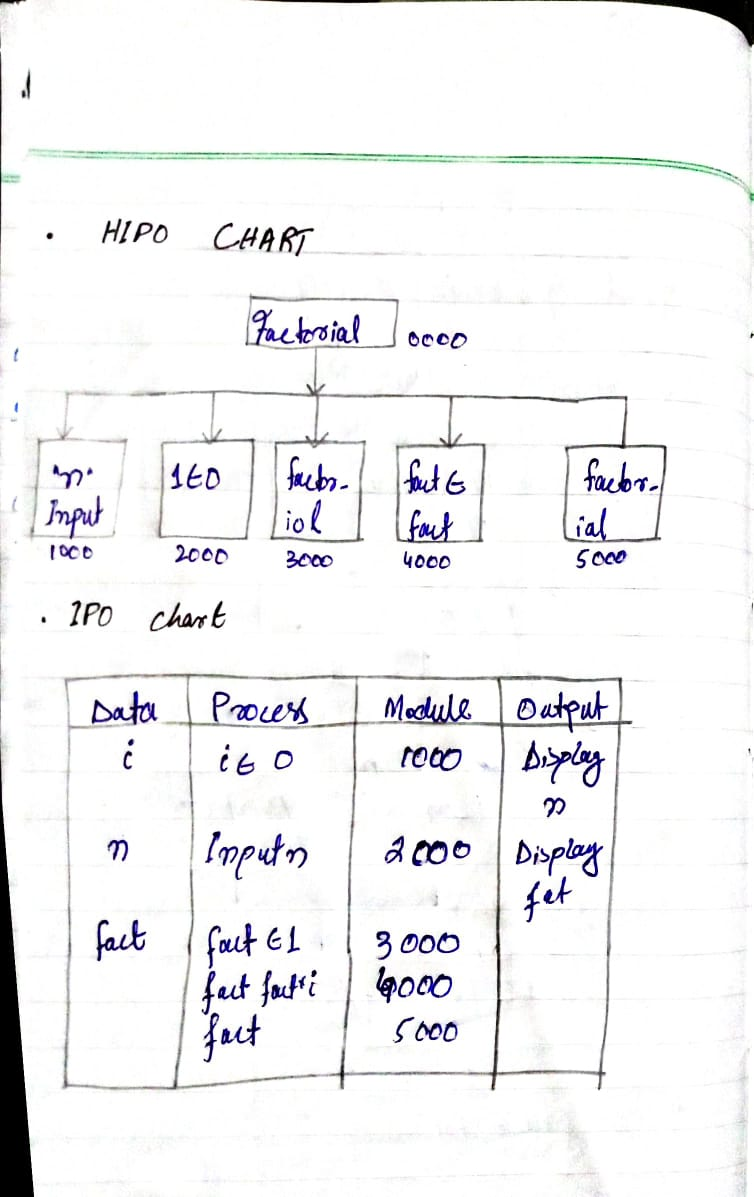 . HIPO CHART
Factorial 0000
"n"
Input
1000
1 ← 0
2000
factor-
ial
3000
fact ←
fact
4000
factor-
ial
5000
. IPO chart
Data Process Module Output
i i ← 0 1000 Display
n
n Input n 2000 Display
fct
fact fact ← 1 3000
fact fact * i 4000
fact 5000